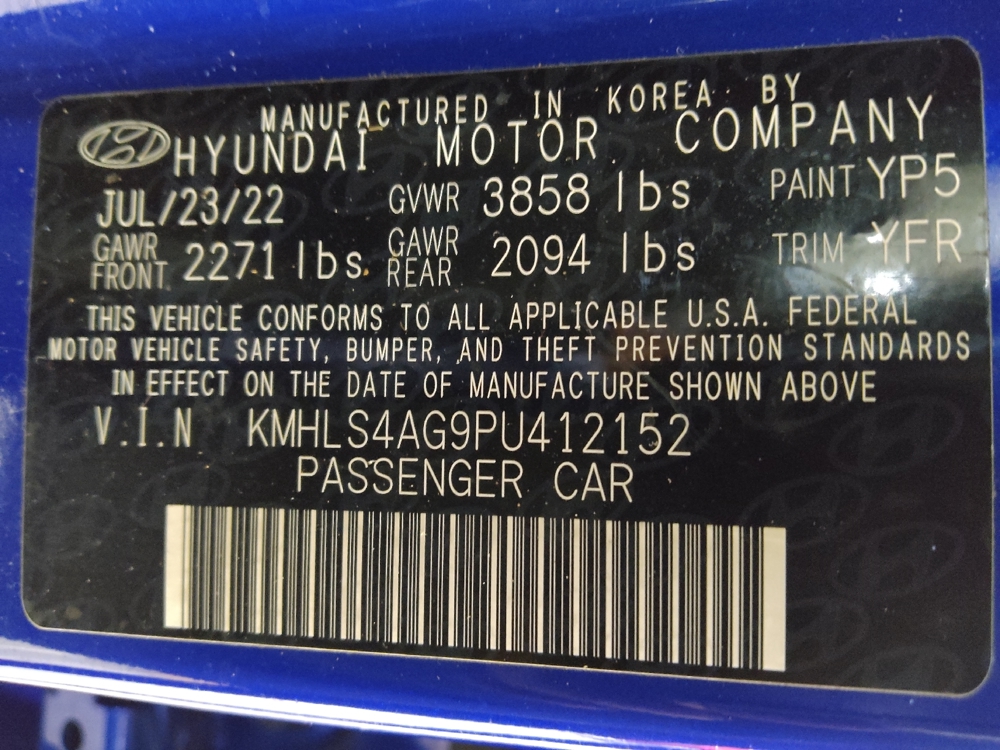 MANUFACTURED IN KOREA BY
HYUNDAI MOTOR COMPANY
JUL/23/22 GVWR 3858 lbs PAINT YP5
GAWR FRONT 2271 lbs. GAWR REAR 2094 lbs TRIM YFR
THIS VEHICLE CONFORMS TO ALL APPLICABLE U.S.A. FEDERAL
MOTOR VEHICLE SAFETY, BUMPER, AND THEFT PREVENTION STANDARDS
IN EFFECT ON THE DATE OF MANUFACTURE SHOWN ABOVE
V.I.N KMHLS4AG9PU412152
PASSENGER CAR